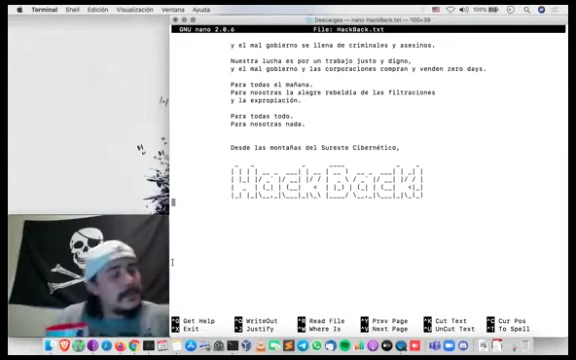 Terminal Shell Edición Visualización Ventana Ayuda
100%
Descargas — nano HackBack.txt — 100×39
GNU nano 2.0.6 File: HackBack.txt
y el mal gobierno se llena de criminales y asesinos.
Nuestra lucha es por un trabajo justo y digno,
y el mal gobierno y las corporaciones compran y venden zero days.
Para todas el mañana.
Para nosotras la alegre rebeldía de las filtraciones
y la expropiación.
Para todas todo.
Para nosotras nada.
Desde las montañas del Sureste Cibernético,
Hack Back!
^G Get Help ^O WriteOut ^R Read File ^Y Prev Page ^K Cut Text ^C Cur Pos
^X Exit ^J Justify ^W Where Is ^V Next Page ^U UnCut Text ^T To Spell